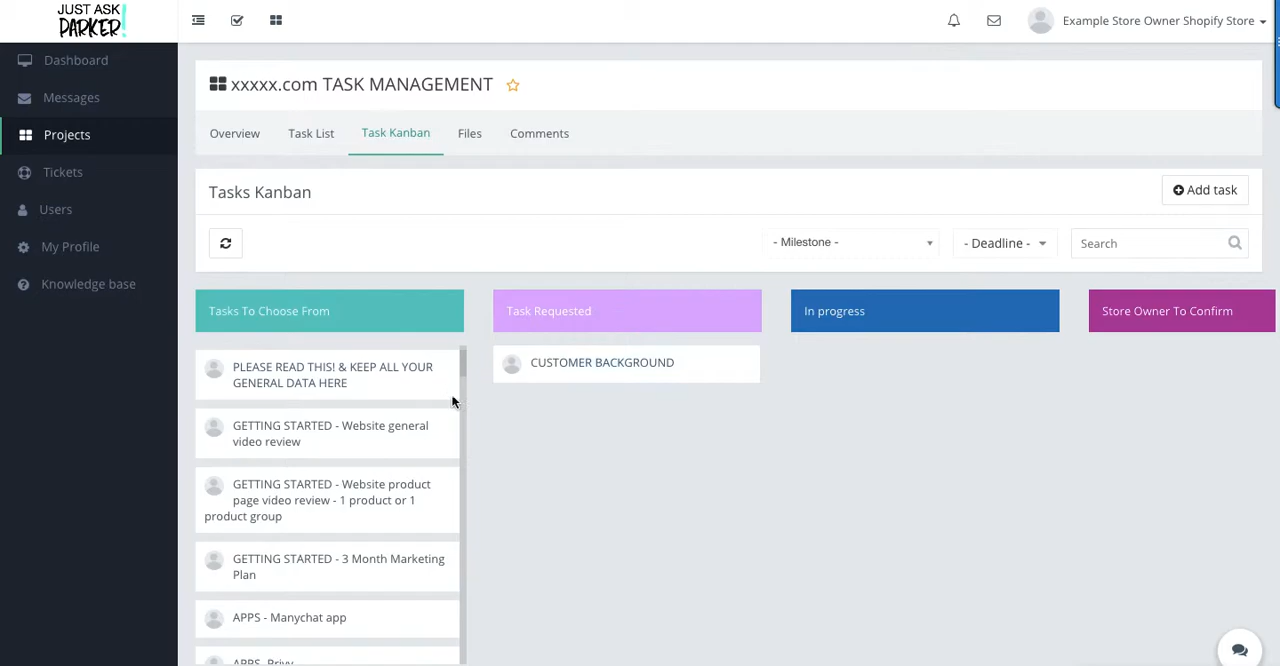 JUST ASK
PARKER!
Example Store Owner Shopify Store
Dashboard
Messages
Projects
Tickets
Users
My Profile
Knowledge base
xxxxx.com TASK MANAGEMENT
Overview
Task List
Task Kanban
Files
Comments
Tasks Kanban
Add task
- Milestone -
- Deadline -
Search
Tasks To Choose From
PLEASE READ THIS! & KEEP ALL YOUR
GENERAL DATA HERE
GETTING STARTED - Website general
video review
GETTING STARTED - Website product
page video review - 1 product or 1
product group
GETTING STARTED - 3 Month Marketing
Plan
APPS - Manychat app
APPS- Privy
Task Requested
CUSTOMER BACKGROUND
In progress
Store Owner To Confirm